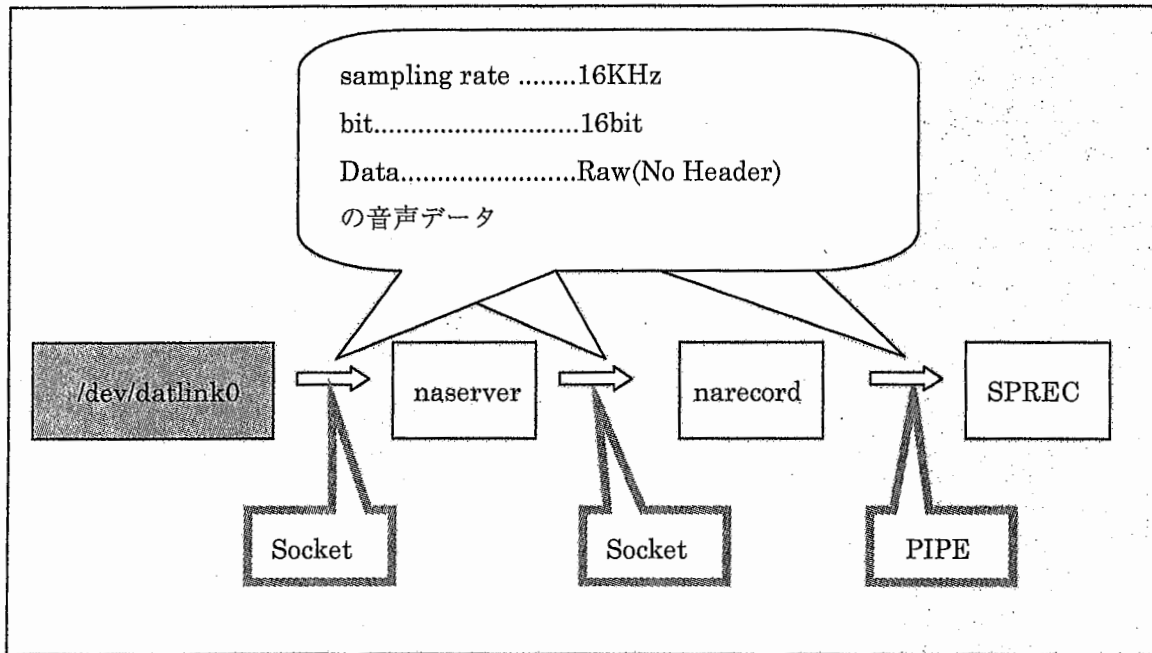 sampling rate ........16KHz
bit............................16bit
Data........................Raw(No Header)
の音声データ
/dev/datlink0
naserver
narecord
SPREC
Socket
Socket
PIPE